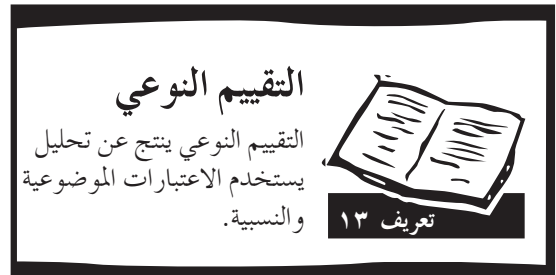 التقييم النوعي
التقييم النوعي ينتج عن تحليل
يستخدم الاعتبارات الموضوعية
والنسبية.
تعريف ١٣